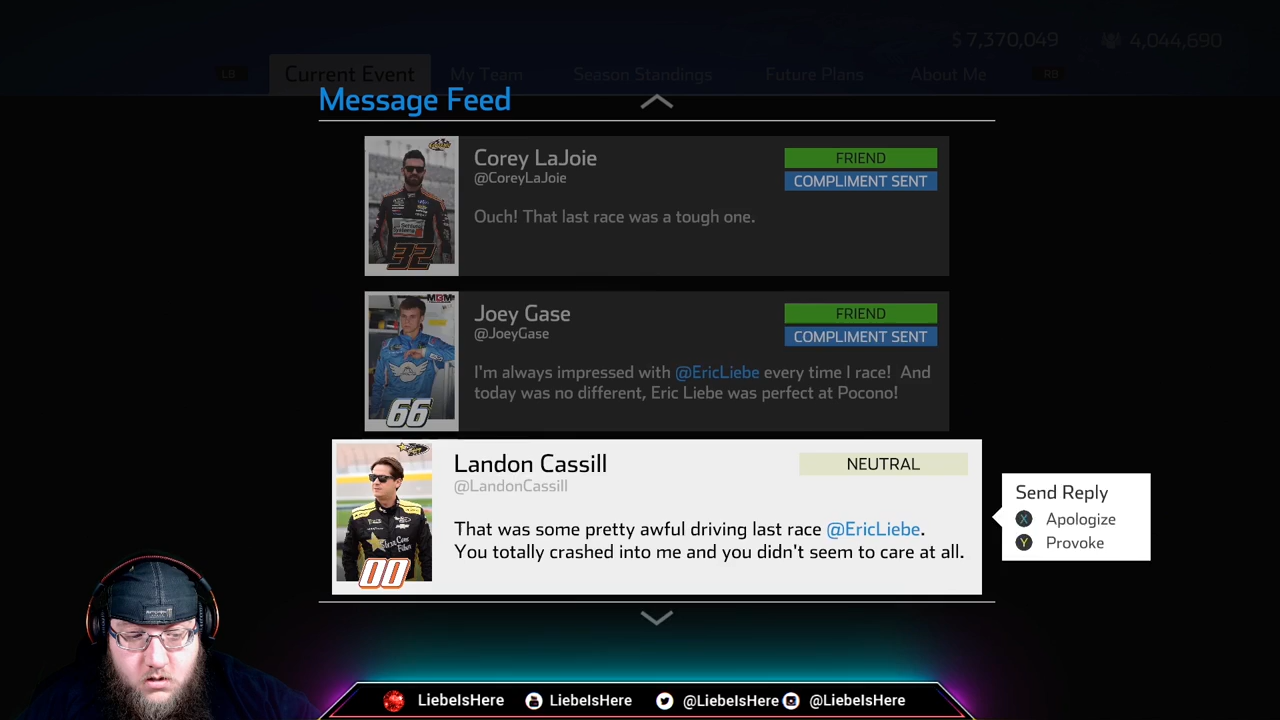 $ 7,370,049 4,044,690
LB Current Event My Team Season Standings Future Plans About Me RB
Message Feed
Corey LaJoie FRIEND
@CoreyLaJoie COMPLIMENT SENT
Ouch! That last race was a tough one.
32
Joey Gase FRIEND
@JoeyGase COMPLIMENT SENT
I'm always impressed with @EricLiebe every time I race! And
today was no different, Eric Liebe was perfect at Pocono!
66
Landon Cassill NEUTRAL
@LandonCassill
That was some pretty awful driving last race @EricLiebe.
You totally crashed into me and you didn't seem to care at all.
00
Send Reply
X Apologize
Y Provoke
LiebeIsHere LiebeIsHere @LiebeIsHere @LiebeIsHere